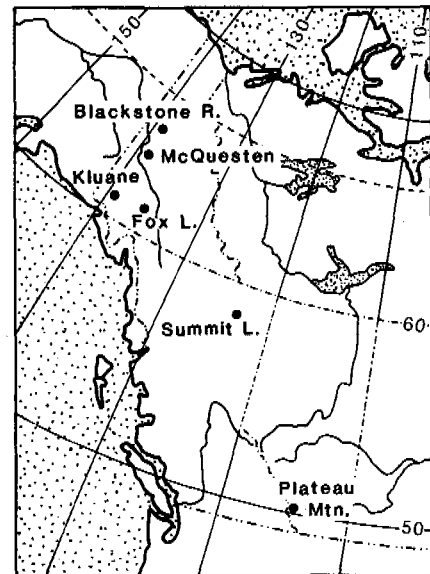 150
130
110
Blackstone R.
McQuesten
Kluane
Fox L.
Summit L.
60
Plateau
Mtn.
50